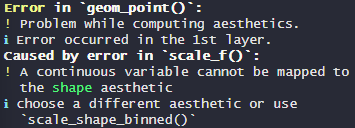 Error in `geom_point()`:
! Problem while computing aesthetics.
i Error occurred in the 1st layer.
Caused by error in `scale_f()`:
! A continuous variable cannot be mapped to
the shape aesthetic
i choose a different aesthetic or use
`scale_shape_binned()`